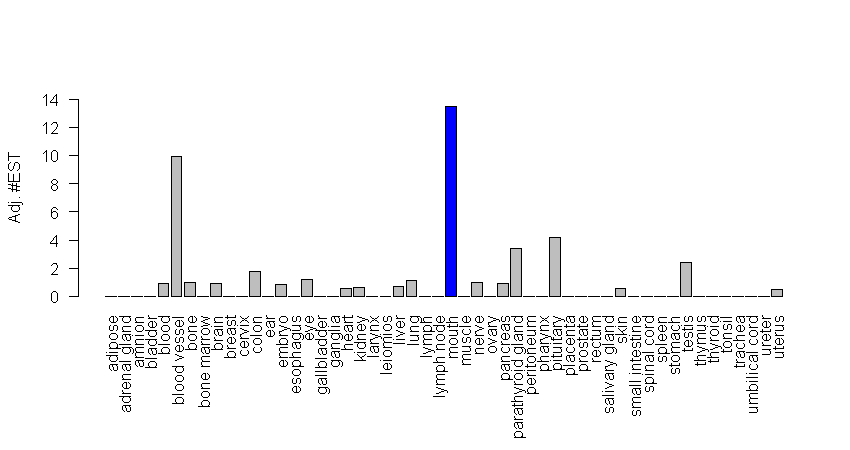 Adj. #EST
14
12
10
8
6
4
2
0
adipose
adrenal gland
amnion
bladder
blood
blood vessel
bone
bone marrow
brain
breast
cervix
colon
ear
embryo
esophagus
eye
gallbladder
ganglia
heart
kidney
larynx
leiomios
liver
lung
lymph
lymph node
mouth
muscle
nerve
ovary
pancreas
parathyroid gland
peritoneum
pharynx
pituitary
placenta
prostate
rectum
salivary gland
skin
small intestine
spinal cord
spleen
stomach
testis
thymus
thyroid
tonsil
trachea
umbilical cord
ureter
uterus